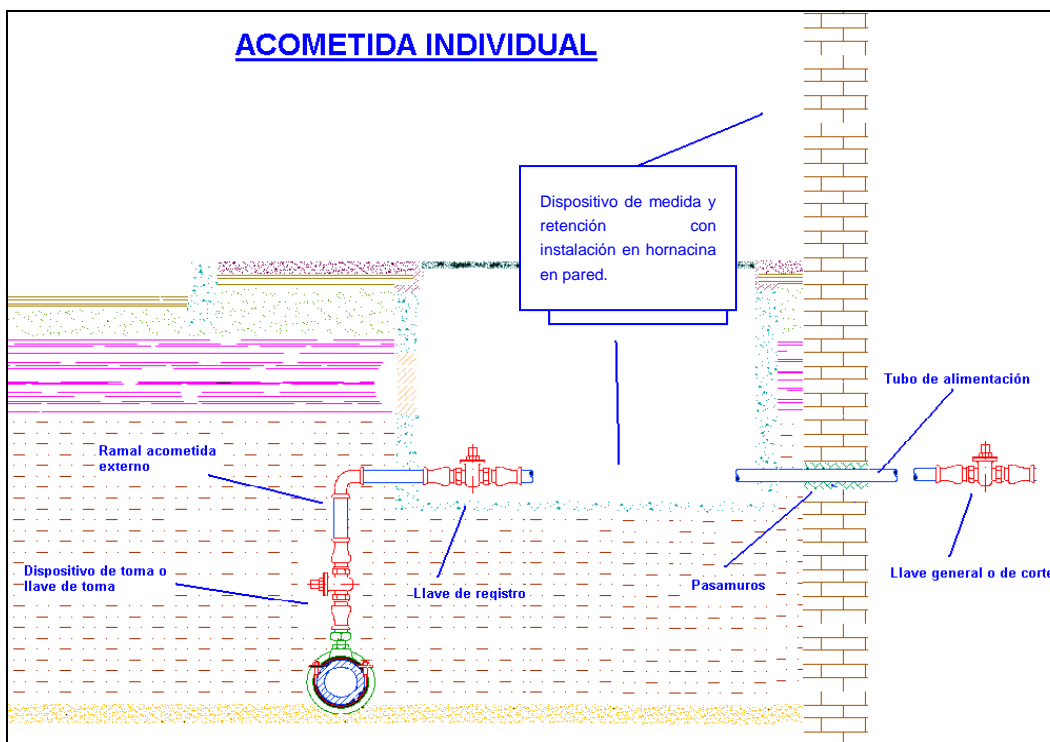 ACOMETIDA INDIVIDUAL
Dispositivo de medida y
retención con
instalación en hornacina
en pared.
Tubo de alimentación
Ramal acometida
externo
Dispositivo de toma o
llave de toma
Llave de registro
Pasamuros
Llave general o de corte